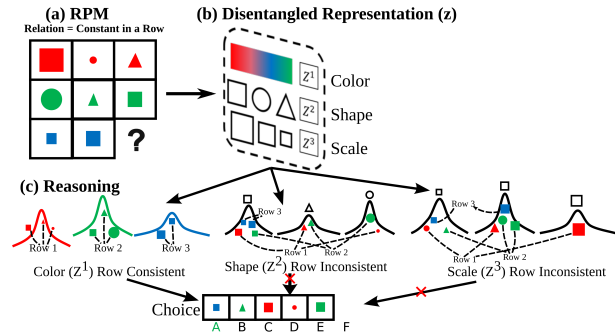 (a) RPM
Relation = Constant in a Row
?
(b) Disentangled Representation (z)
Z1 Color
Z2 Shape
Z3 Scale
(c) Reasoning
Row 1 Row 2 Row 3
Row 3
Row 1 Row 2
Row 3
Row 1 Row 2
Color (Z1) Row Consistent
Shape (Z2) Row Inconsistent
Scale (Z3) Row Inconsistent
Choice
A B C D E F